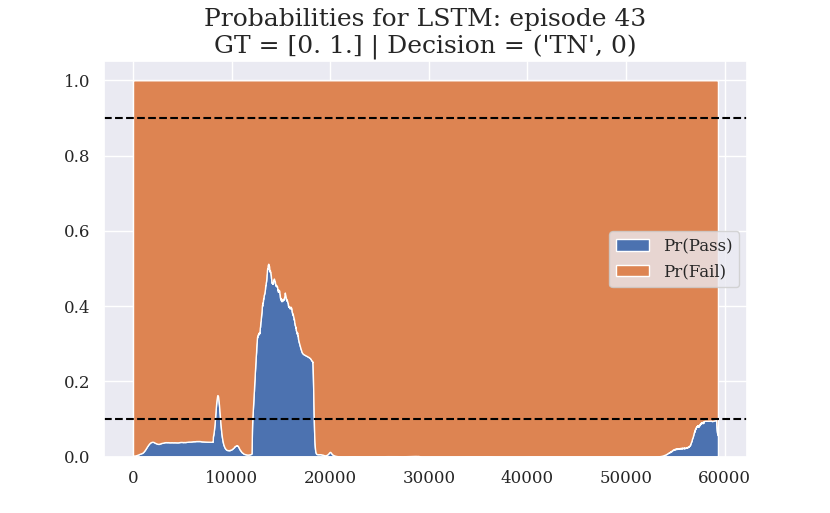 Probabilities for LSTM: episode 43
GT = [0. 1.] | Decision = ('TN', 0)
1.0
0.8
0.6
0.4
0.2
0.0
Pr(Pass)
Pr(Fail)
0 10000 20000 30000 40000 50000 60000